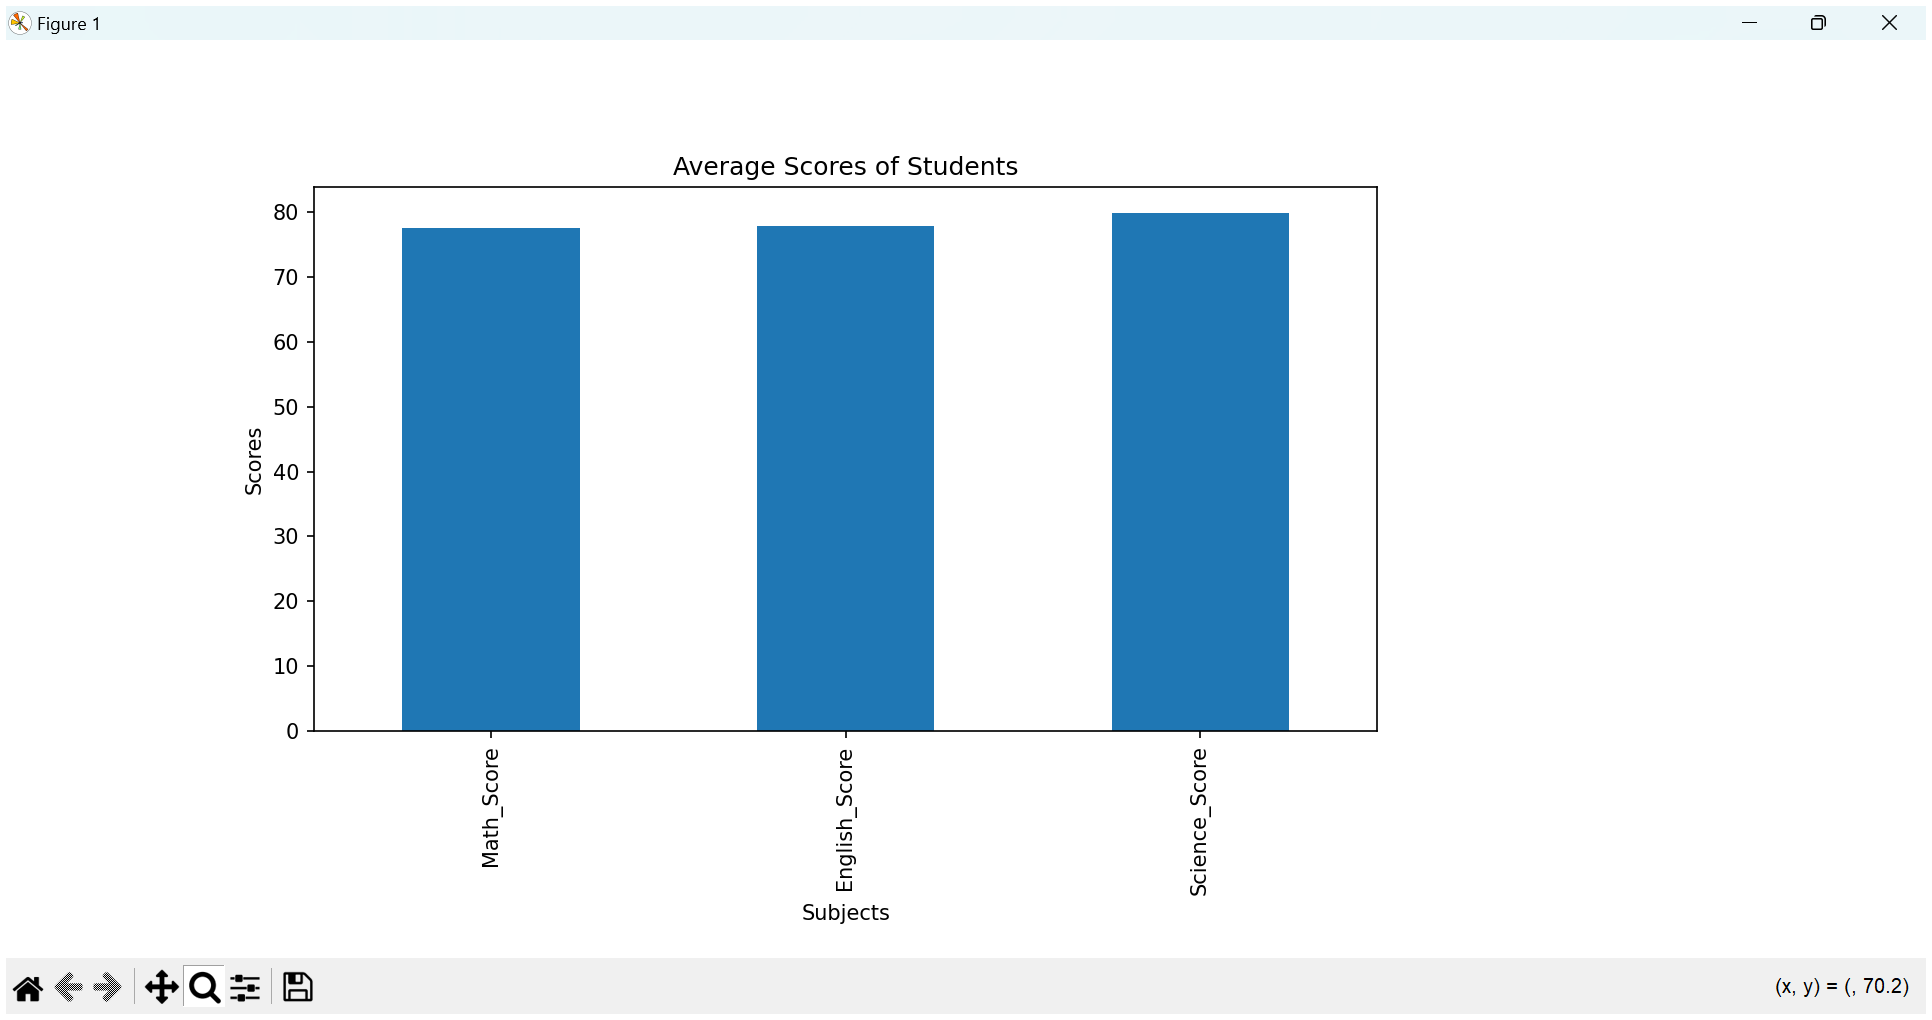 Figure 1
Average Scores of Students
80
70
60
50
40
30
20
10
0
Scores
Math_Score
English_Score
Science_Score
Subjects
(x, y) = (, 70.2)